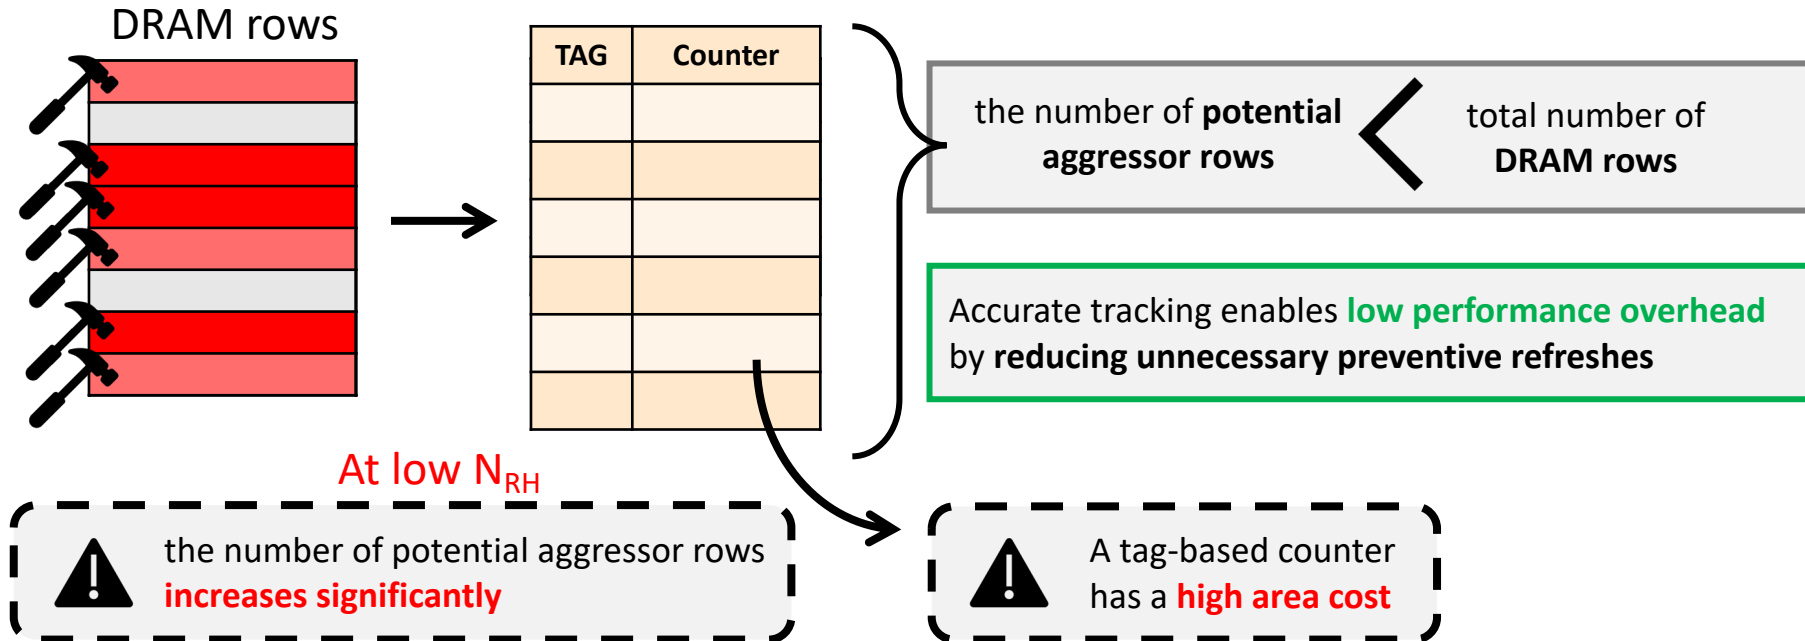 DRAM rows
TAG Counter
the number of potential
aggressor rows
<
total number of
DRAM rows
Accurate tracking enables low performance overhead
by reducing unnecessary preventive refreshes
At low N_RH
the number of potential aggressor rows
increases significantly
A tag-based counter
has a high area cost